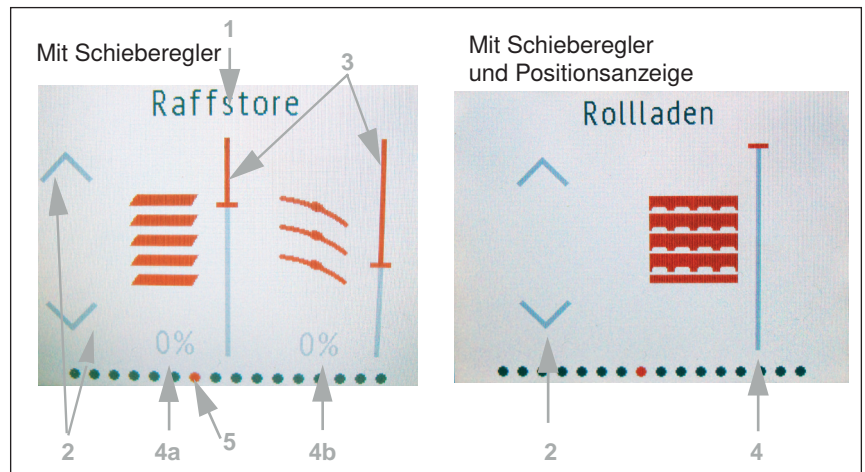 Mit Schieberegler
1
3
Raffstore
0%
0%
2
4a
5
4b
Mit Schieberegler
und Positionsanzeige
Rollladen
2
4